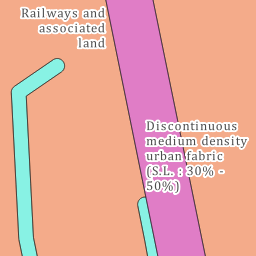 Railways and
associated
land
Discontinuous
medium density
urban fabric
(S.L. : 30% -
50%)